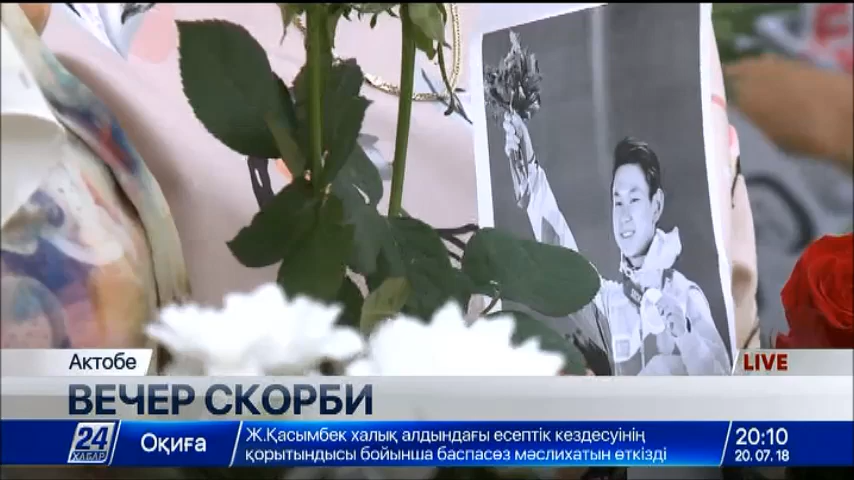 Актобе
LIVE
ВЕЧЕР СКОРБИ
24
ХАБАР
Оқиға
Ж.Қасымбек халық алдындағы есептік кездесуінің
қорытындысы бойынша баспасөз мәслихатын өткізді
20:10
20.07.18